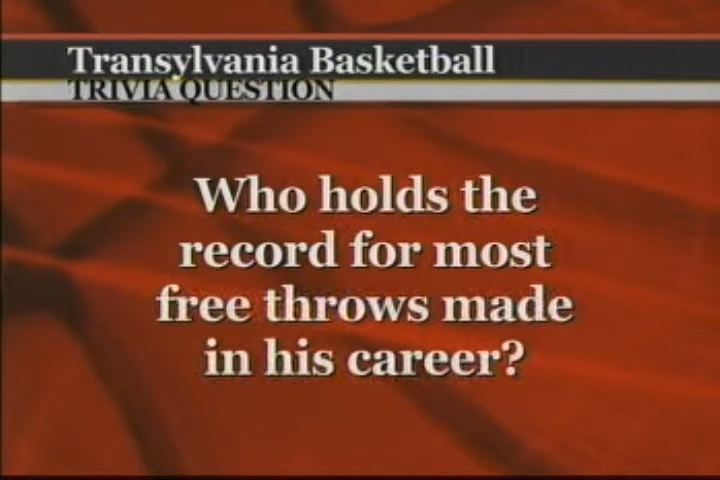 Transylvania Basketball
TRIVIA QUESTION
Who holds the
record for most
free throws made
in his career?